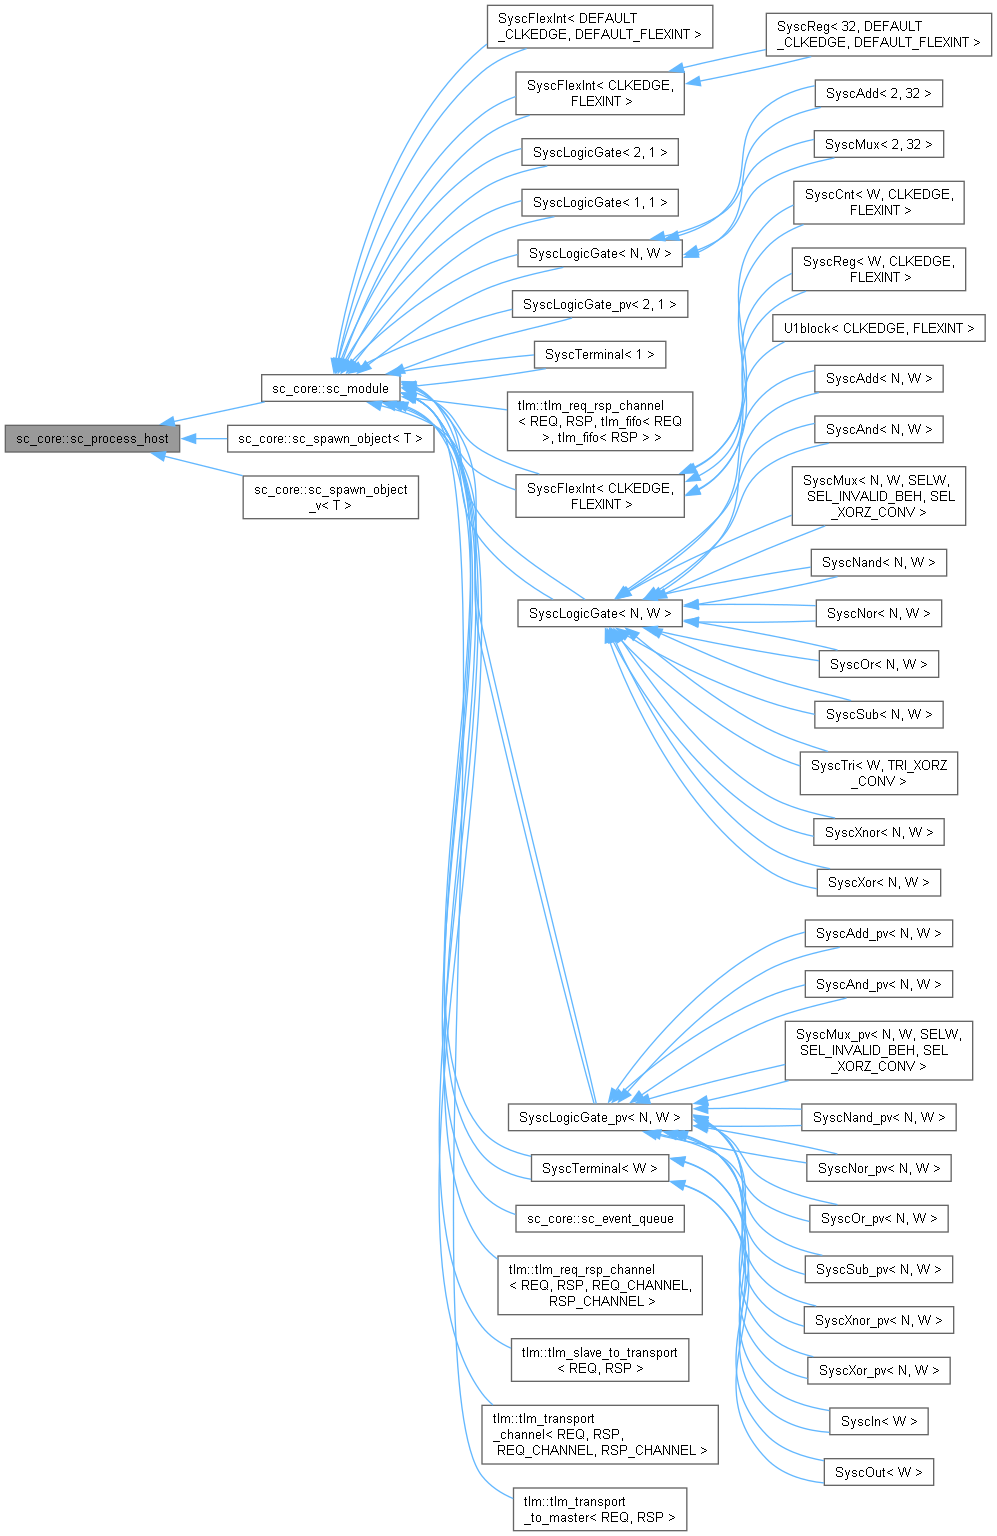 sc_core::sc_process_host
sc_core::sc_module
sc_core::sc_spawn_object< T >
sc_core::sc_spawn_object
_v< T >
SyscFlexInt< DEFAULT
_CLKEDGE, DEFAULT_FLEXINT >
SyscFlexInt< CLKEDGE,
FLEXINT >
SyscLogicGate< 2, 1 >
SyscLogicGate< 1, 1 >
SyscLogicGate< N, W >
SyscLogicGate_pv< 2, 1 >
SyscTerminal< 1 >
tlm::tlm_req_rsp_channel
< REQ, RSP, tlm_fifo< REQ
>, tlm_fifo< RSP > >
SyscFlexInt< CLKEDGE,
FLEXINT >
SyscLogicGate< N, W >
SyscLogicGate_pv< N, W >
SyscTerminal< W >
sc_core::sc_event_queue
tlm::tlm_req_rsp_channel
< REQ, RSP, REQ_CHANNEL,
RSP_CHANNEL >
tlm::tlm_slave_to_transport
< REQ, RSP >
tlm::tlm_transport
_channel< REQ, RSP,
REQ_CHANNEL, RSP_CHANNEL >
tlm::tlm_transport
_to_master< REQ, RSP >
SyscReg< 32, DEFAULT
_CLKEDGE, DEFAULT_FLEXINT >
SyscAdd< 2, 32 >
SyscMux< 2, 32 >
SyscCnt< W, CLKEDGE,
FLEXINT >
SyscReg< W, CLKEDGE,
FLEXINT >
U1block< CLKEDGE, FLEXINT >
SyscAdd< N, W >
SyscAnd< N, W >
SyscMux< N, W, SELW,
SEL_INVALID_BEH, SEL
_XORZ_CONV >
SyscNand< N, W >
SyscNor< N, W >
SyscOr< N, W >
SyscSub< N, W >
SyscTri< W, TRI_XORZ
_CONV >
SyscXnor< N, W >
SyscXor< N, W >
SyscAdd_pv< N, W >
SyscAnd_pv< N, W >
SyscMux_pv< N, W, SELW,
SEL_INVALID_BEH, SEL
_XORZ_CONV >
SyscNand_pv< N, W >
SyscNor_pv< N, W >
SyscOr_pv< N, W >
SyscSub_pv< N, W >
SyscXnor_pv< N, W >
SyscXor_pv< N, W >
SyscIn< W >
SyscOut< W >